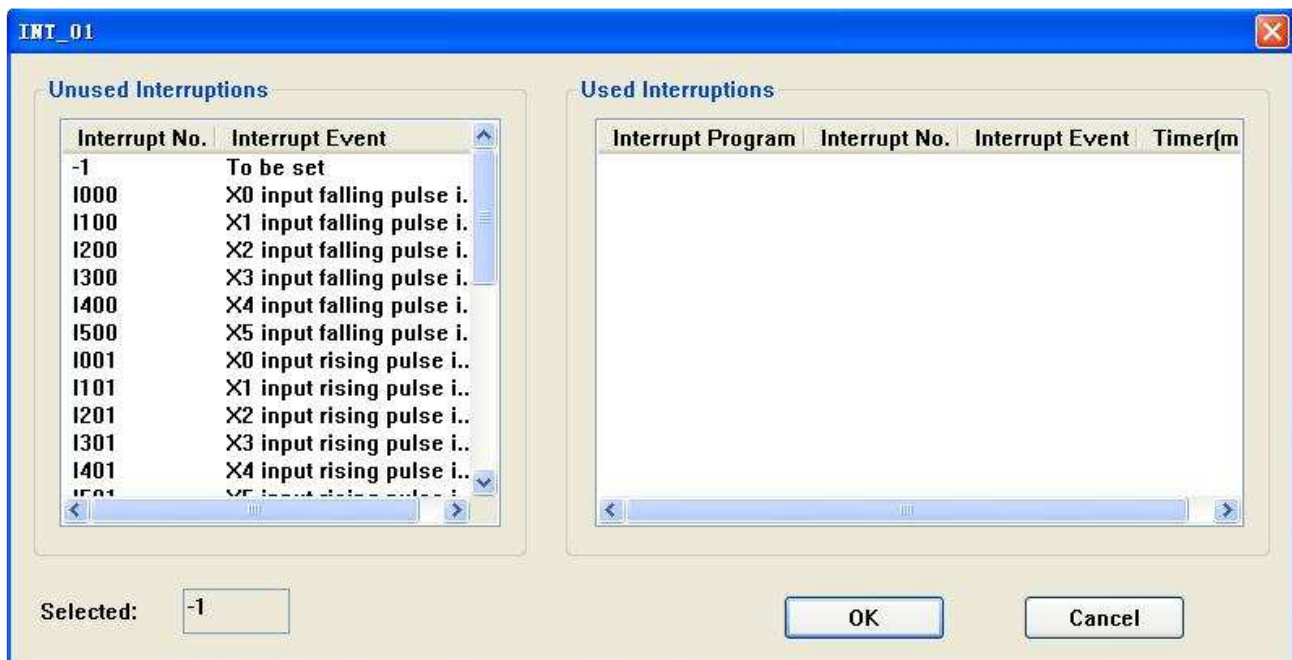 INT_01
Unused Interruptions
Interrupt No. Interrupt Event
-1 To be set
I000 X0 input falling pulse i.
I100 X1 input falling pulse i.
I200 X2 input falling pulse i.
I300 X3 input falling pulse i.
I400 X4 input falling pulse i.
I500 X5 input falling pulse i.
I001 X0 input rising pulse i..
I101 X1 input rising pulse i..
I201 X2 input rising pulse i..
I301 X3 input rising pulse i..
I401 X4 input rising pulse i..
Used Interruptions
Interrupt Program Interrupt No. Interrupt Event Timer(m
Selected: -1
OK Cancel